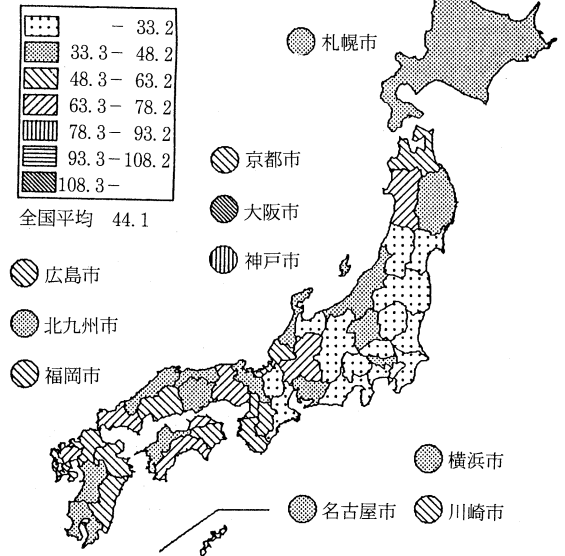 － 33.2
33.3－ 48.2
48.3－ 63.2
63.3－ 78.2
78.3－ 93.2
93.3－108.2
108.3－
全国平均 44.1
札幌市
京都市
大阪市
神戸市
広島市
北九州市
福岡市
横浜市
名古屋市
川崎市